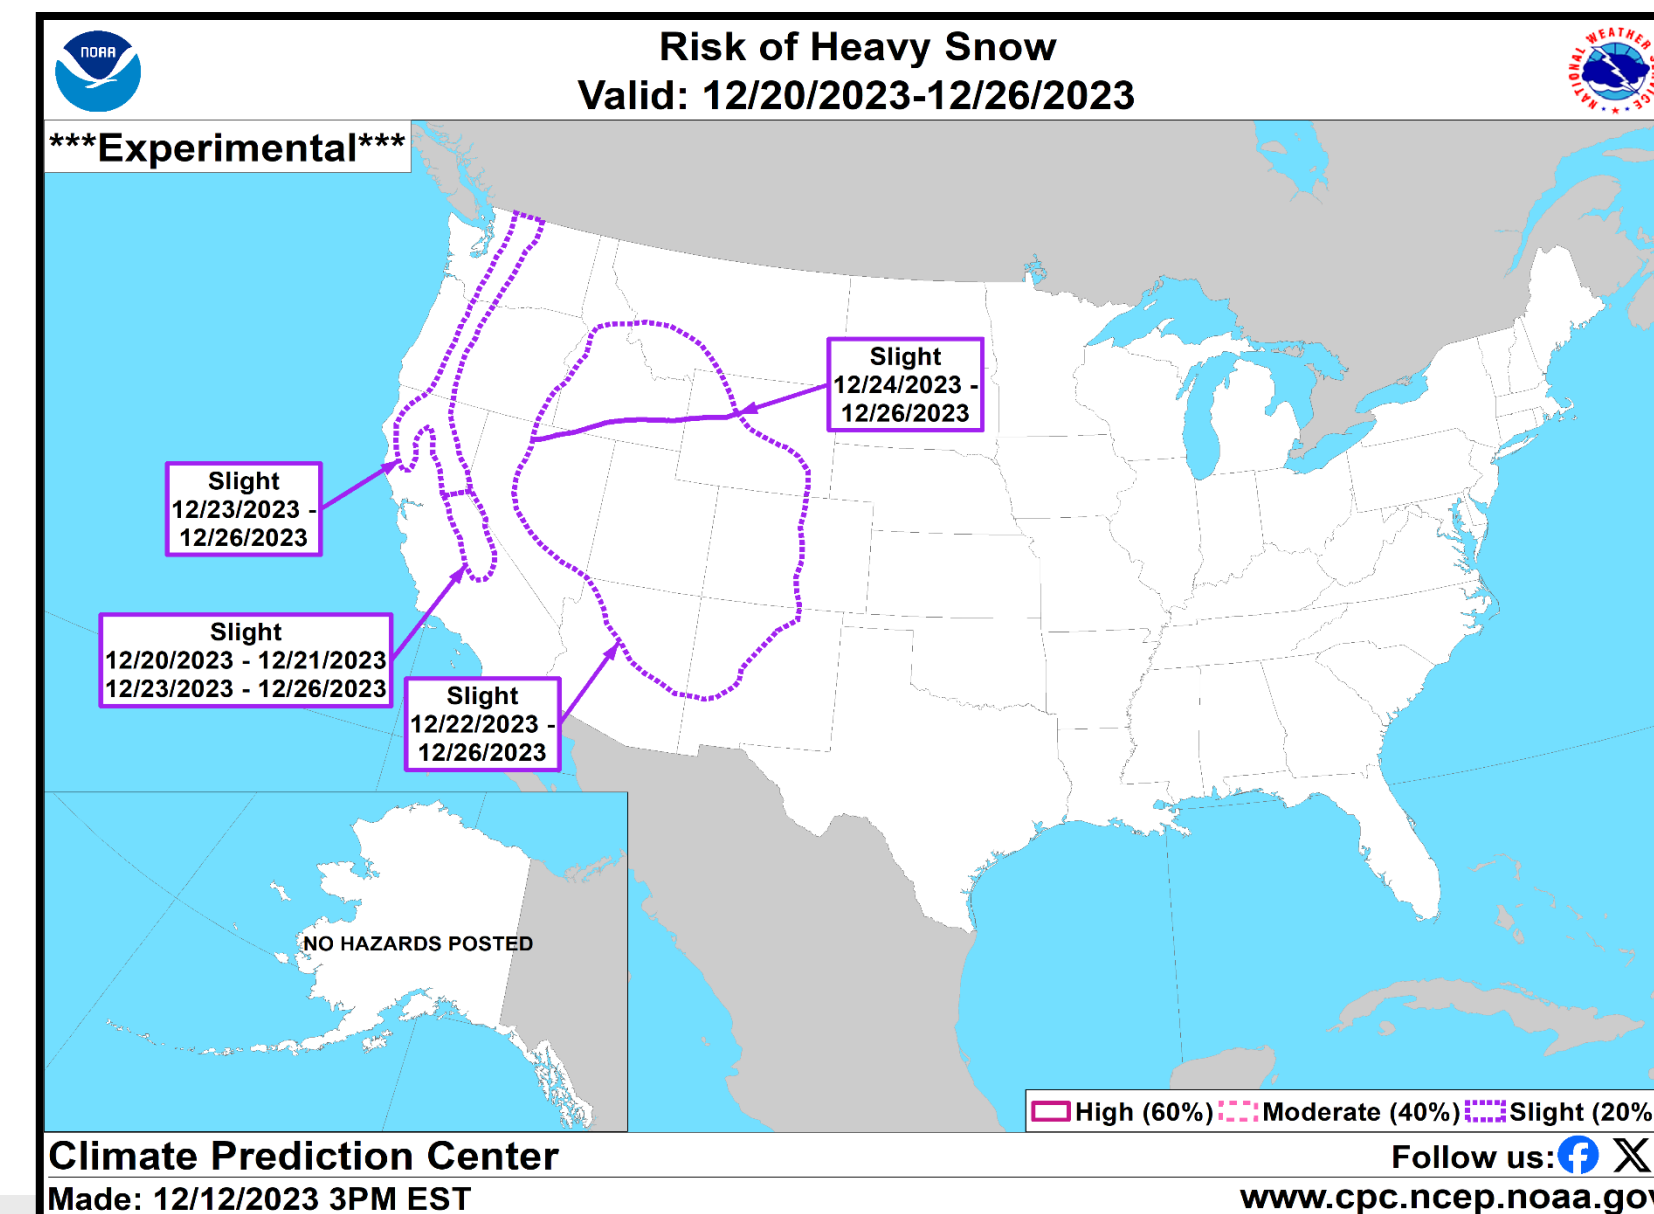 NOAA
Risk of Heavy Snow
Valid: 12/20/2023-12/26/2023
NATIONAL WEATHER SERVICE
***Experimental***
Slight
12/24/2023 -
12/26/2023
Slight
12/23/2023 -
12/26/2023
Slight
12/20/2023 - 12/21/2023
12/23/2023 - 12/26/2023
Slight
12/22/2023 -
12/26/2023
NO HAZARDS POSTED
High (60%) Moderate (40%) Slight (20%
Climate Prediction Center
Follow us:
Made: 12/12/2023 3PM EST
www.cpc.ncep.noaa.gov